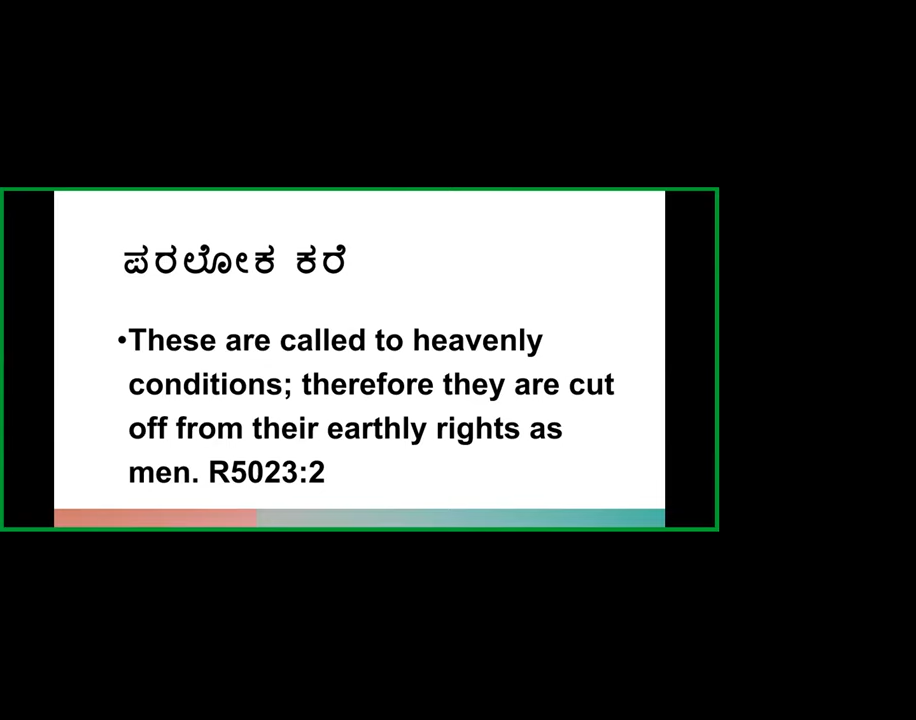 ಪರಲೋಕ ಕರೆ
•These are called to heavenly
conditions; therefore they are cut
off from their earthly rights as
men. R5023:2